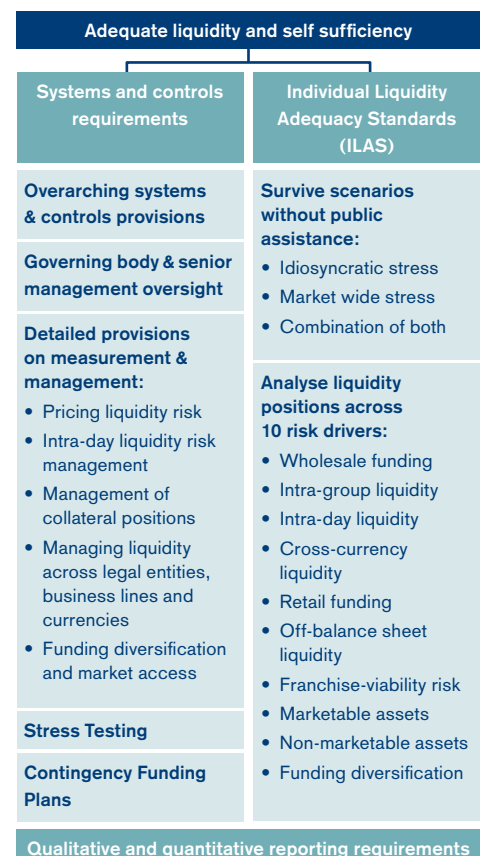 Adequate liquidity and self sufficiency
Systems and controls
requirements
Individual Liquidity
Adequacy Standards
(ILAS)
Overarching systems
& controls provisions
Governing body & senior
management oversight
Detailed provisions
on measurement &
management:
• Pricing liquidity risk
• Intra-day liquidity risk
management
• Management of
collateral positions
• Managing liquidity
across legal entities,
business lines and
currencies
• Funding diversification
and market access
Stress Testing
Contingency Funding
Plans
Survive scenarios
without public
assistance:
• Idiosyncratic stress
• Market wide stress
• Combination of both
Analyse liquidity
positions across
10 risk drivers:
• Wholesale funding
• Intra-group liquidity
• Intra-day liquidity
• Cross-currency
liquidity
• Retail funding
• Off-balance sheet
liquidity
• Franchise-viability risk
• Marketable assets
• Non-marketable assets
• Funding diversification
Qualitative and quantitative reporting requirements